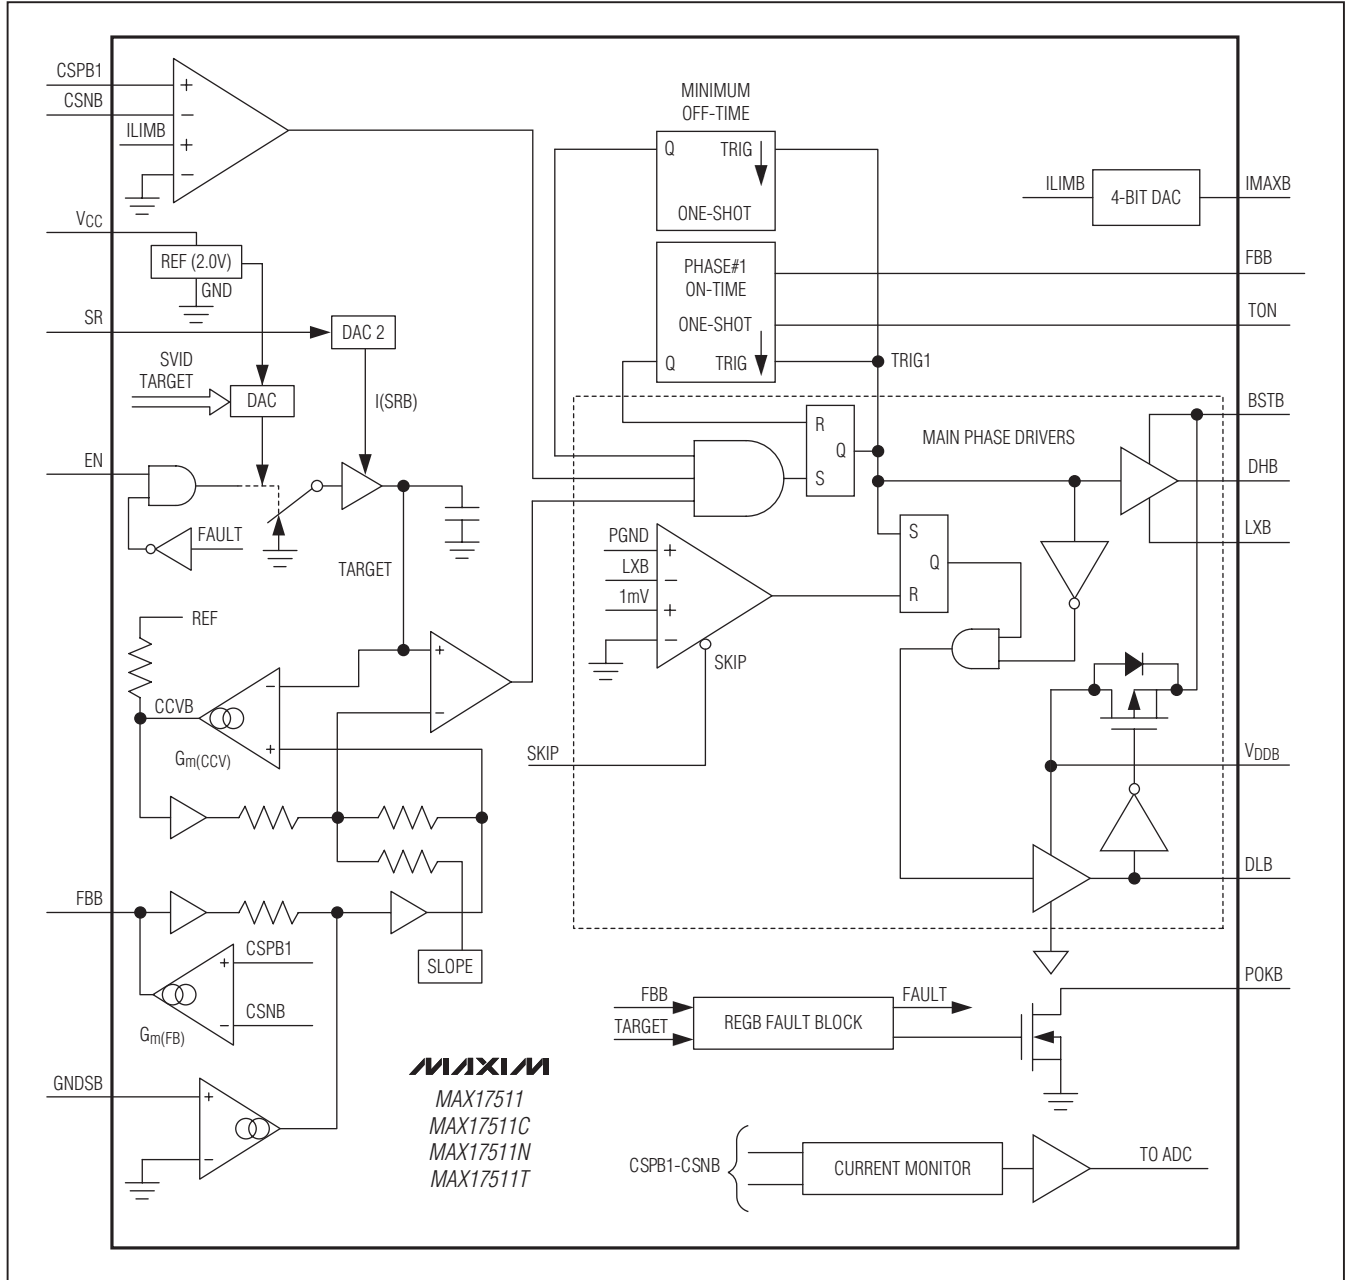 CSPB1
+
CSNB
−
ILIMB
+
−
VCC
REF (2.0V)
GND
SR
DAC 2
SVID
TARGET
DAC
I(SRB)
EN
FAULT
TARGET
REF
CCVB
−
+
Gm(CCV)
+
−
FBB
CSPB1
+
CSNB
−
Gm(FB)
SLOPE
GNDSB
+
−
MAXIM
MAX17511
MAX17511C
MAX17511N
MAX17511T
MINIMUM
OFF-TIME
Q
TRIG
ONE-SHOT
PHASE#1
ON-TIME
ONE-SHOT
Q
TRIG
TRIG1
ILIMB
4-BIT DAC
IMAXB
FBB
TON
BSTB
MAIN PHASE DRIVERS
R
Q
S
DHB
LXB
PGND
+
LXB
−
1mV
+
−
SKIP
SKIP
S
Q
R
VDDB
DLB
FBB
TARGET
REGB FAULT BLOCK
FAULT
POKB
CSPB1-CSNB
CURRENT MONITOR
TO ADC